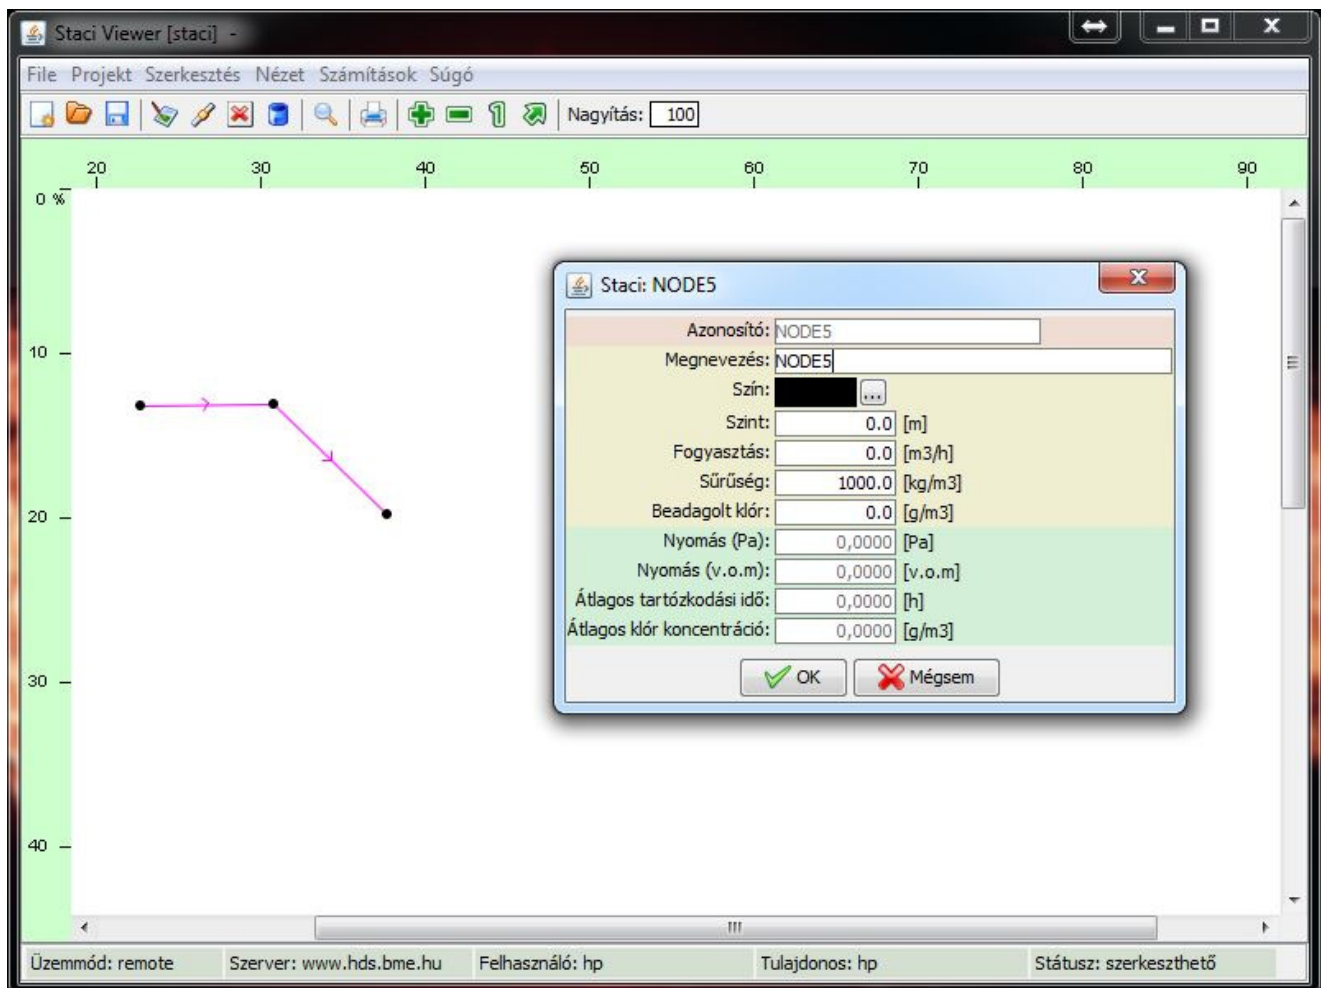 Staci Viewer [staci] -
File Projekt Szerkesztés Nézet Számítások Súgó
Nagyítás: 100
20 30 40 50 60 70 80 90
0 %
10
20
30
40
Staci: NODE5
Azonosító: NODE5
Megnevezés: NODE5
Szín: ...
Szint: 0.0 [m]
Fogyasztás: 0.0 [m3/h]
Sűrűség: 1000.0 [kg/m3]
Beadagolt klór: 0.0 [g/m3]
Nyomás (Pa): 0,0000 [Pa]
Nyomás (v.o.m): 0,0000 [v.o.m]
Átlagos tartózkodási idő: 0,0000 [h]
Átlagos klór koncentráció: 0,0000 [g/m3]
OK Mégsem
Üzemmód: remote Szerver: www.hds.bme.hu Felhasználó: hp Tulajdonos: hp Státusz: szerkeszthető